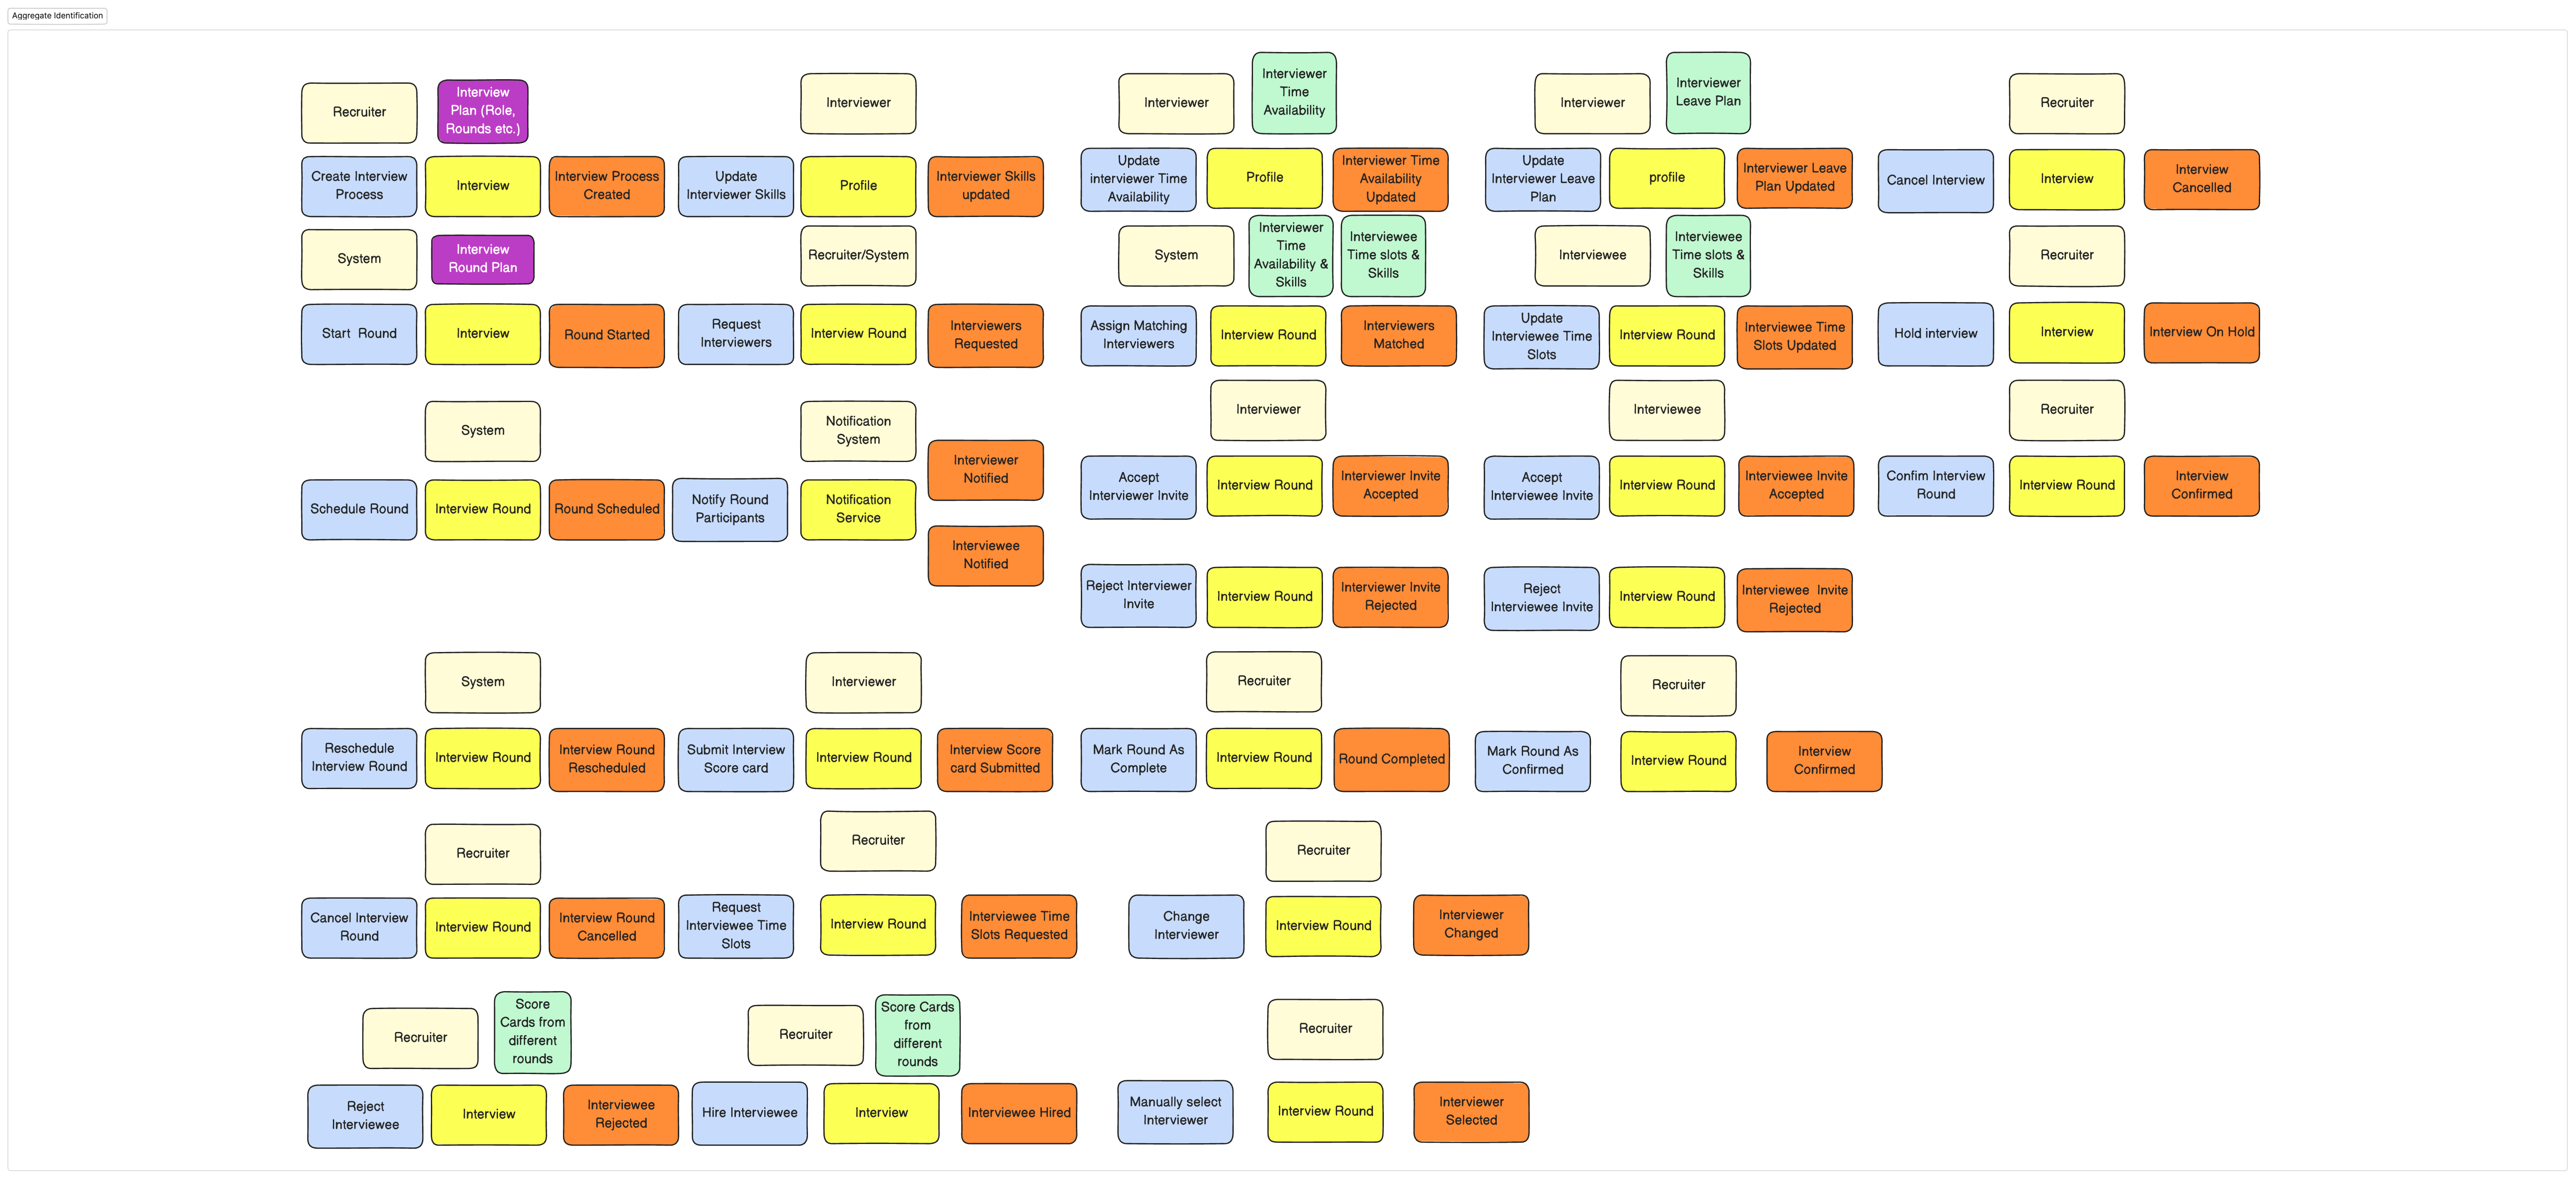 Aggregate Identification
Recruiter
Interview
Plan (Role,
Rounds etc.)
Create Interview
Process
Interview
Interview Process
Created
Interviewer
Update
Interviewer Skills
Profile
Interviewer Skills
updated
Interviewer
Interviewer
Time
Availability
Update
interviewer Time
Availability
Profile
Interviewer Time
Availability
Updated
Interviewer
Interviewer
Leave Plan
Update
Interviewer Leave
Plan
profile
Interviewer Leave
Plan Updated
Recruiter
Cancel Interview
Interview
Interview
Cancelled
System
Interview
Round Plan
Start Round
Interview
Round Started
Recruiter/System
Request
Interviewers
Interview Round
Interviewers
Requested
System
Interviewer
Time
Availability &
Skills
Interviewee
Time slots &
Skills
Assign Matching
Interviewers
Interview Round
Interviewers
Matched
Interviewee
Interviewee
Time slots &
Skills
Update
Interviewee Time
Slots
Interview Round
Interviewee Time
Slots Updated
Recruiter
Hold interview
Interview
Interview On Hold
System
Schedule Round
Interview Round
Round Scheduled
Notification
System
Notify Round
Participants
Notification
Service
Interviewer
Notified
Interviewee
Notified
Interviewer
Accept
Interviewer Invite
Interview Round
Interviewer Invite
Accepted
Reject Interviewer
Invite
Interview Round
Interviewer Invite
Rejected
Interviewee
Accept
Interviewee Invite
Interview Round
Interviewee Invite
Accepted
Reject
Interviewee Invite
Interview Round
Interviewee Invite
Rejected
Recruiter
Confim Interview
Round
Interview Round
Interview
Confirmed
System
Reschedule
Interview Round
Interview Round
Interview Round
Rescheduled
Interviewer
Submit Interview
Score card
Interview Round
Interview Score
card Submitted
Recruiter
Mark Round As
Complete
Interview Round
Round Completed
Recruiter
Mark Round As
Confirmed
Interview Round
Interview
Confirmed
Recruiter
Cancel Interview
Round
Interview Round
Interview Round
Cancelled
Recruiter
Request
Interviewee Time
Slots
Interview Round
Interviewee Time
Slots Requested
Recruiter
Change
Interviewer
Interview Round
Interviewer
Changed
Recruiter
Score
Cards from
different
rounds
Reject
Interviewee
Interview
Interviewee
Rejected
Recruiter
Score Cards
from
different
rounds
Hire Interviewee
Interview
Interviewee Hired
Recruiter
Manually select
Interviewer
Interview Round
Interviewer
Selected